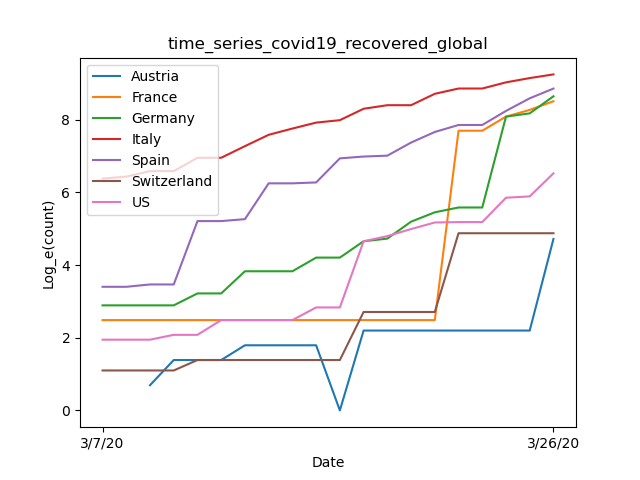 time_series_covid19_recovered_global
Austria
France
Germany
Italy
Spain
Switzerland
US
8
6
4
2
0
Log_e(count)
3/7/20
3/26/20
Date